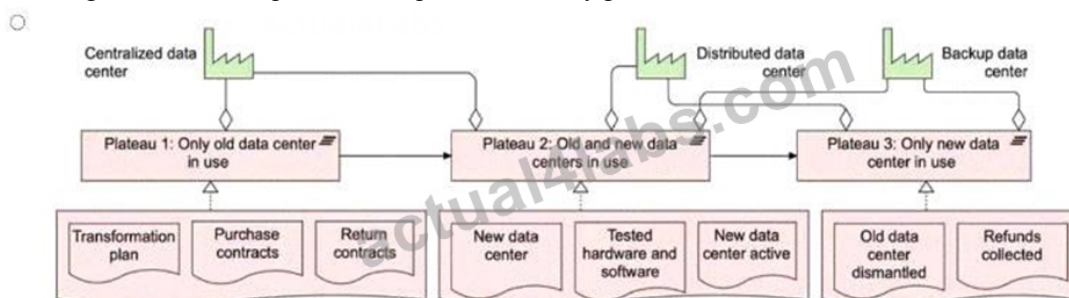 Centralized data
center
Distributed data
center
Backup data
center
Plateau 1: Only old data center
in use
Plateau 2: Old and new data
centers in use
Plateau 3: Only new data
center in use
Transformation
plan
Purchase
contracts
Return
contracts
New data
center
Tested
hardware and
software
New data
center active
Old data
center
dismantled
Refunds
collected
actual4labs.com